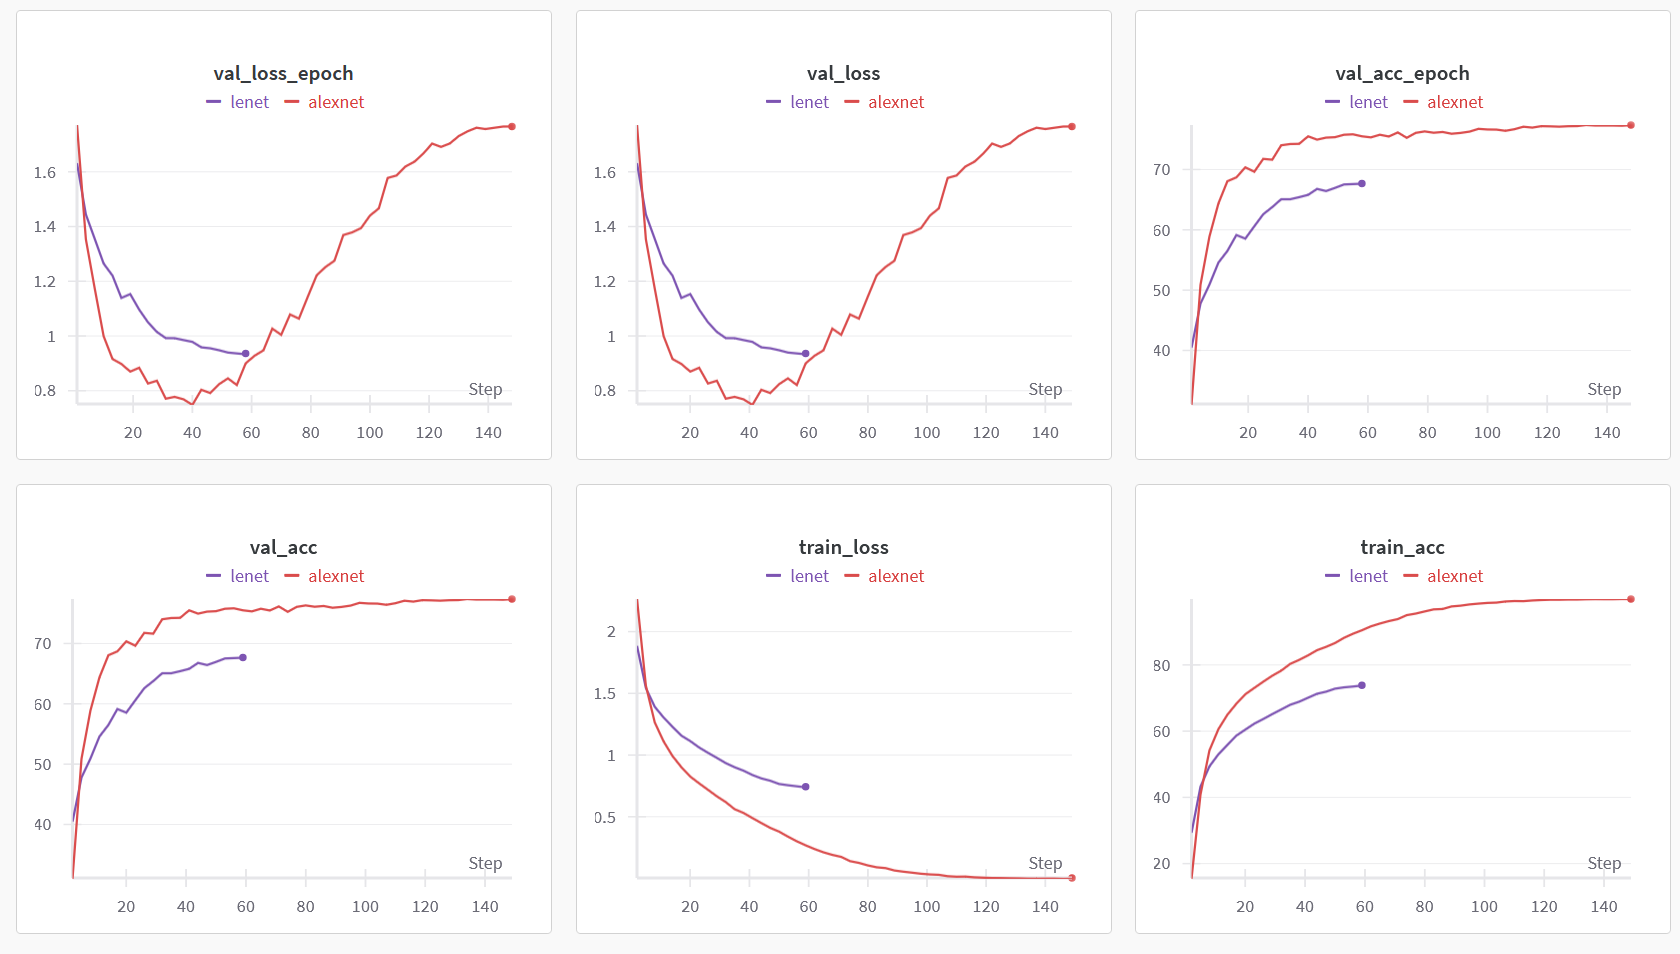 val_loss_epoch
lenet alexnet
1.6
1.4
1.2
1
0.8
Step
20 40 60 80 100 120 140
val_loss
lenet alexnet
1.6
1.4
1.2
1
0.8
Step
20 40 60 80 100 120 140
val_acc_epoch
lenet alexnet
70
60
50
40
Step
20 40 60 80 100 120 140
val_acc
lenet alexnet
70
60
50
40
Step
20 40 60 80 100 120 140
train_loss
lenet alexnet
2
1.5
1
0.5
Step
20 40 60 80 100 120 140
train_acc
lenet alexnet
80
60
40
20
Step
20 40 60 80 100 120 140